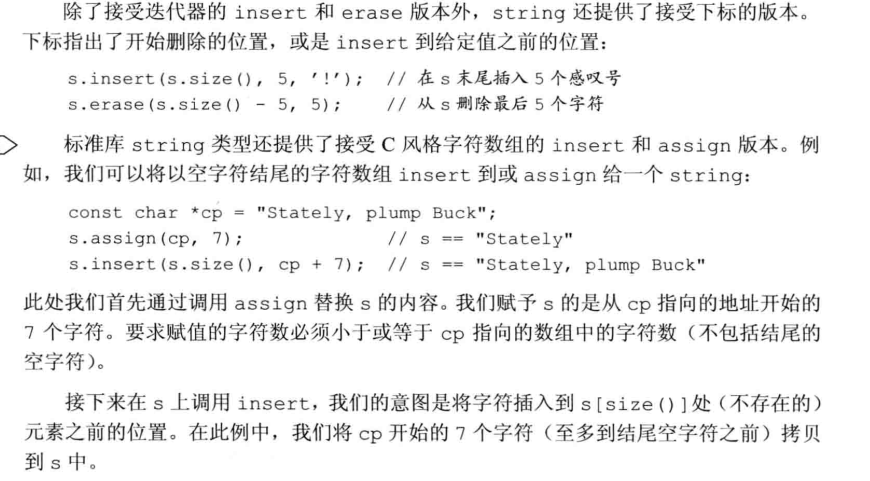 除了接受迭代器的 insert 和 erase 版本外，string 还提供了接受下标的版本。
下标指出了开始删除的位置，或是 insert 到给定值之前的位置：
s.insert(s.size(), 5, '!'); // 在 s 末尾插入 5 个感叹号
s.erase(s.size() - 5, 5); // 从 s 删除最后 5 个字符
标准库 string 类型还提供了接受 C 风格字符数组的 insert 和 assign 版本。例
如，我们可以将以空字符结尾的字符数组 insert 到或 assign 给一个 string：
const char *cp = "Stately, plump Buck";
s.assign(cp, 7); // s == "Stately"
s.insert(s.size(), cp + 7); // s == "Stately, plump Buck"
此处我们首先通过调用 assign 替换 s 的内容。我们赋予 s 的是从 cp 指向的地址开始的
7 个字符。要求赋值的字符数必须小于或等于 cp 指向的数组中的字符数（不包括结尾的
空字符）。
接下来在 s 上调用 insert，我们的意图是将字符插入到 s[size()]处（不存在的）
元素之前的位置。在此例中，我们将 cp 开始的 7 个字符（至多到结尾空字符之前）拷贝
到 s 中。